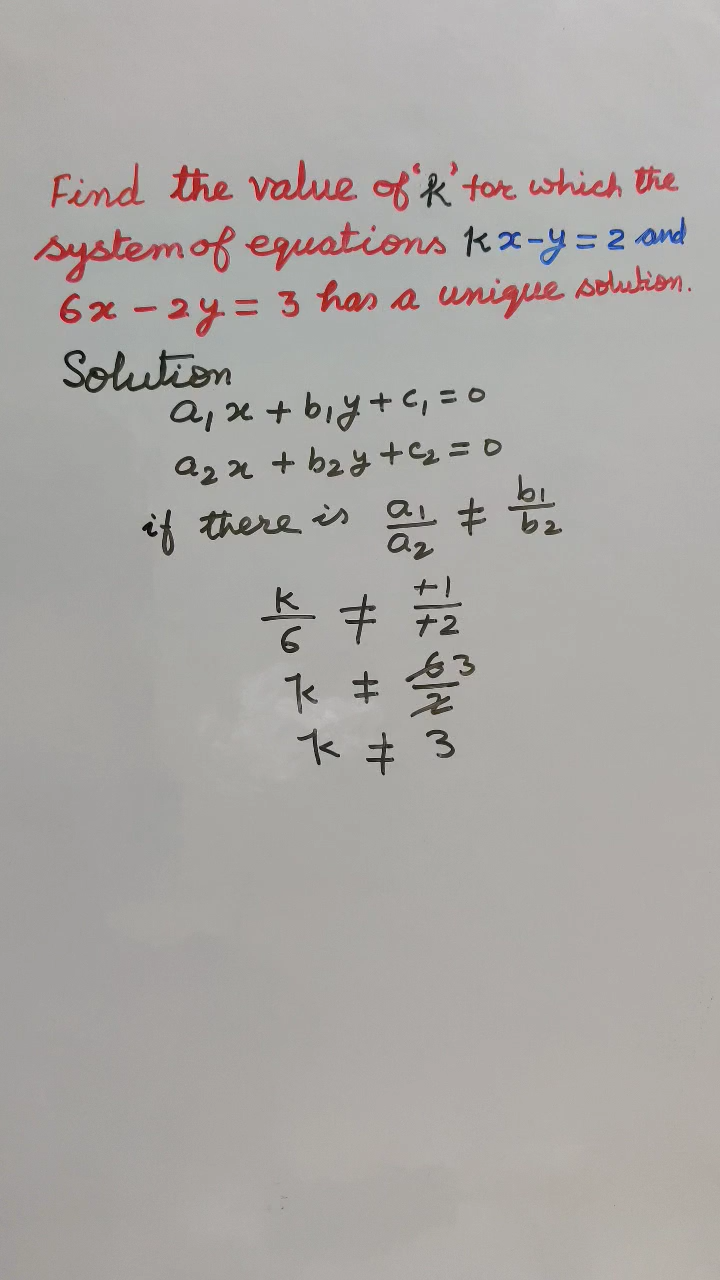 Find the value of 'k' for which the
system of equations kx-y=2 and
6x-2y=3 has a unique solution.
Solution
a₁x+b₁y+c₁=0
a₂x+b₂y+c₂=0
if there is a₁/a₂ ≠ b₁/b₂
k/6 ≠ +1/+2
k ≠ 6 3/2
k ≠ 3